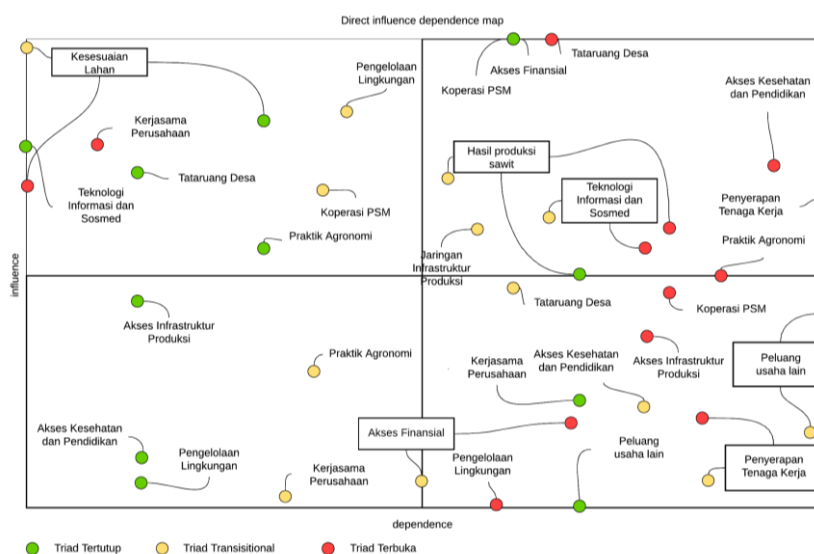 Direct influence dependence map
Kesesuaian
Lahan
Pengelolaan
Lingkungan
Tataruang Desa
Akses Finansial
Koperasi PSM
Akses Kesehatan
dan Pendidikan
Kerjasama
Perusahaan
Hasil produksi
sawit
Tataruang Desa
Teknologi
Informasi dan
Sosmed
Teknologi
Informasi dan
Sosmed
Koperasi PSM
Penyerapan
Tenaga Kerja
Praktik Agronomi
Praktik Agronomi
Jaringan
Infrastruktur
Produksi
influence
Tataruang Desa
Koperasi PSM
Akses Infrastruktur
Produksi
Praktik Agronomi
Kerjasama
Perusahaan
Akses Kesehatan
dan Pendidikan
Akses Infrastruktur
Produksi
Peluang
usaha lain
Akses Kesehatan
dan Pendidikan
Akses Finansial
Pengelolaan
Lingkungan
Kerjasama
Perusahaan
Pengelolaan
Lingkungan
Peluang
usaha lain
Penyerapan
Tenaga Kerja
dependence
Triad Tertutup
Triad Transisitional
Triad Terbuka